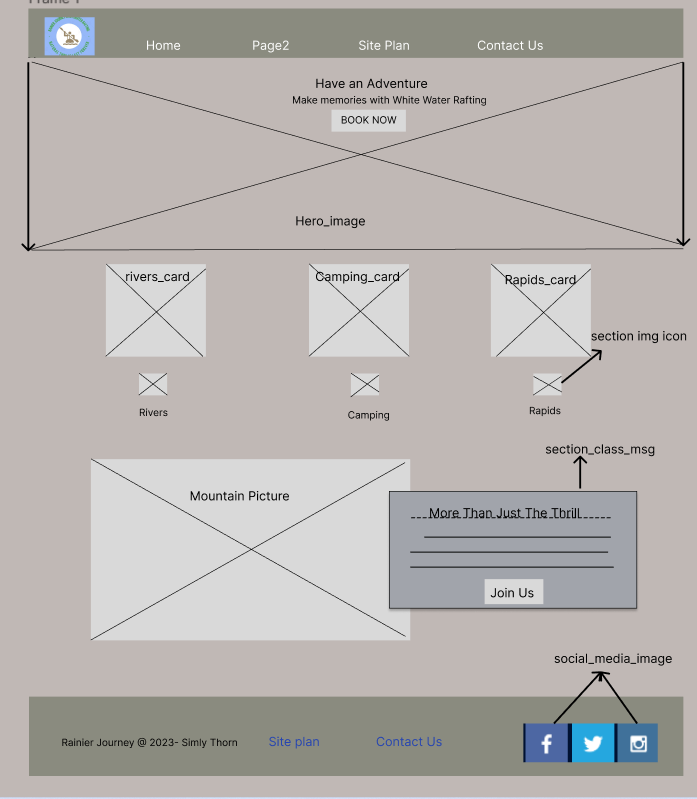 Frame 1
Home Page2 Site Plan Contact Us
Have an Adventure
Make memories with White Water Rafting
BOOK NOW
Hero_image
rivers_card Camping_card Rapids_card
section img icon
Rivers Camping Rapids
section_class_msg
Mountain Picture
More Than Just The Thrill
Join Us
social_media_image
Rainier Journey @ 2023- Simly Thorn Site plan Contact Us
f